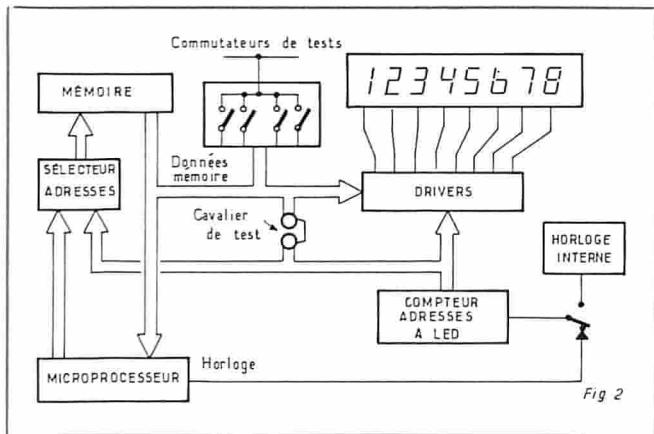 Commutateurs de tests
12345678
MÉMOIRE
Données
mémoire
SÉLECTEUR
ADRESSES
DRIVERS
Cavalier
de test
HORLOGE
INTERNE
COMPTEUR
ADRESSES
A LED
Horloge
MICROPROCESSEUR
Fig 2